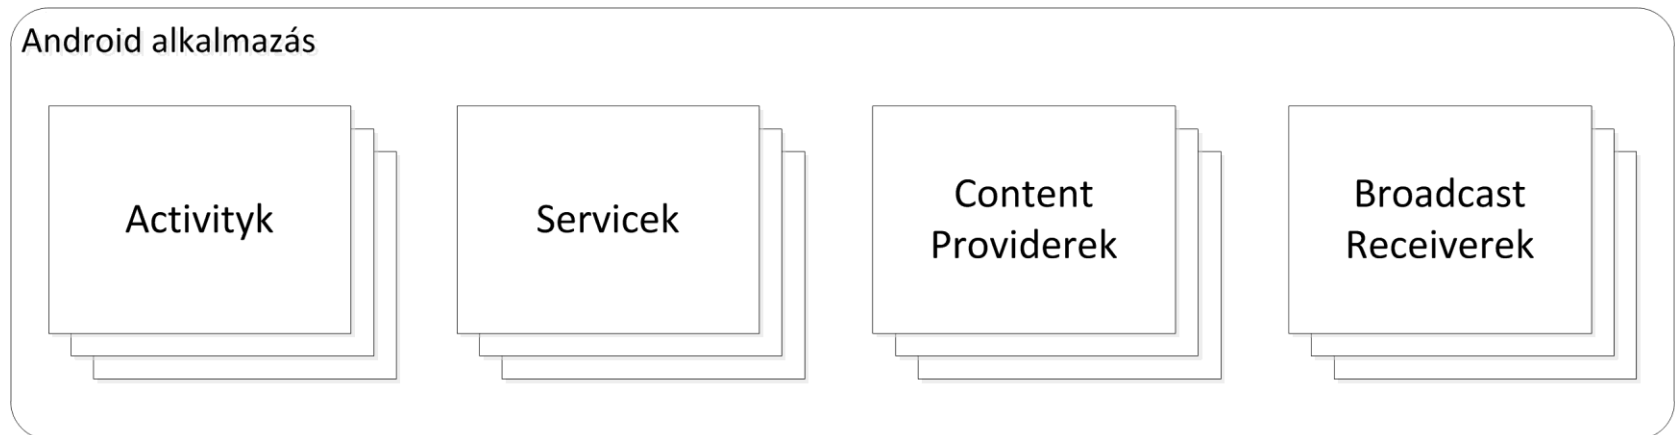 Android alkalmazás
Activityk
Servicek
Content
Providerek
Broadcast
Receiverek